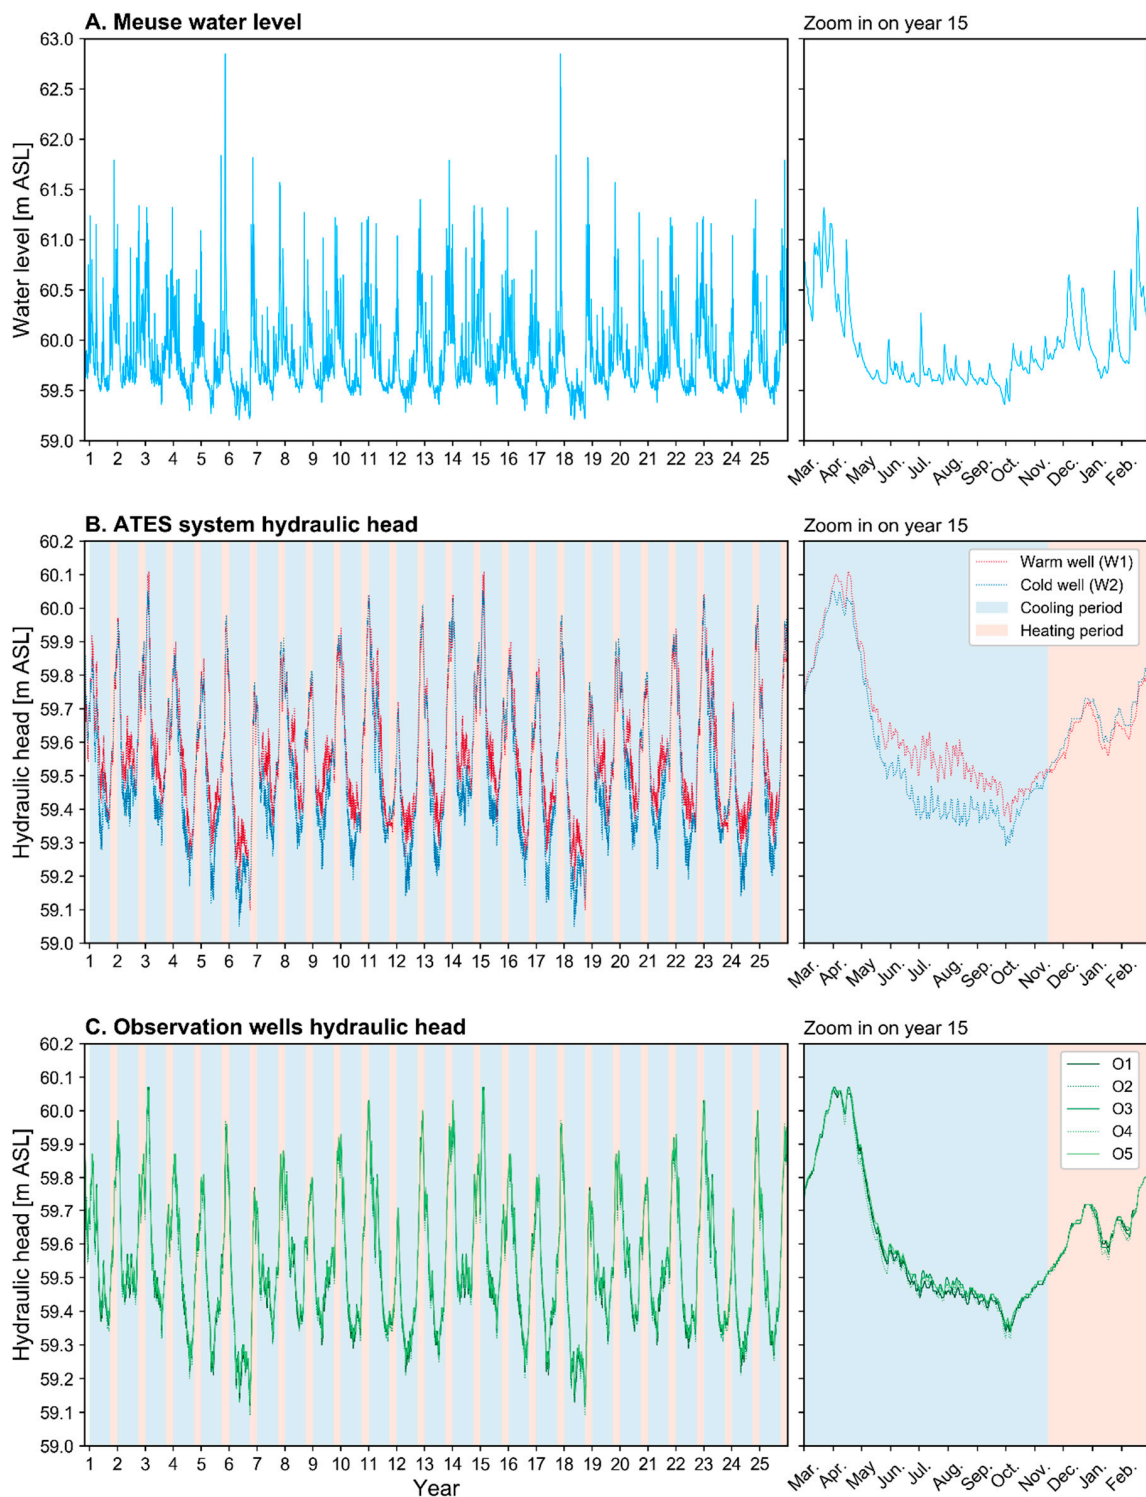 A. Meuse water level
Zoom in on year 15
Water level [m ASL]
63.0
62.5
62.0
61.5
61.0
60.5
60.0
59.5
59.0
1 2 3 4 5 6 7 8 9 10 11 12 13 14 15 16 17 18 19 20 21 22 23 24 25
Mar. Apr. May Jun. Jul. Aug. Sep. Oct. Nov. Dec. Jan. Feb.
B. ATES system hydraulic head
Zoom in on year 15
Hydraulic head [m ASL]
60.2
60.1
60.0
59.9
59.8
59.7
59.6
59.5
59.4
59.3
59.2
59.1
59.0
Warm well (W1)
Cold well (W2)
Cooling period
Heating period
1 2 3 4 5 6 7 8 9 10 11 12 13 14 15 16 17 18 19 20 21 22 23 24 25
Mar. Apr. May Jun. Jul. Aug. Sep. Oct. Nov. Dec. Jan. Feb.
C. Observation wells hydraulic head
Zoom in on year 15
Hydraulic head [m ASL]
60.2
60.1
60.0
59.9
59.8
59.7
59.6
59.5
59.4
59.3
59.2
59.1
59.0
O1
O2
O3
O4
O5
1 2 3 4 5 6 7 8 9 10 11 12 13 14 15 16 17 18 19 20 21 22 23 24 25
Mar. Apr. May Jun. Jul. Aug. Sep. Oct. Nov. Dec. Jan. Feb.
Year